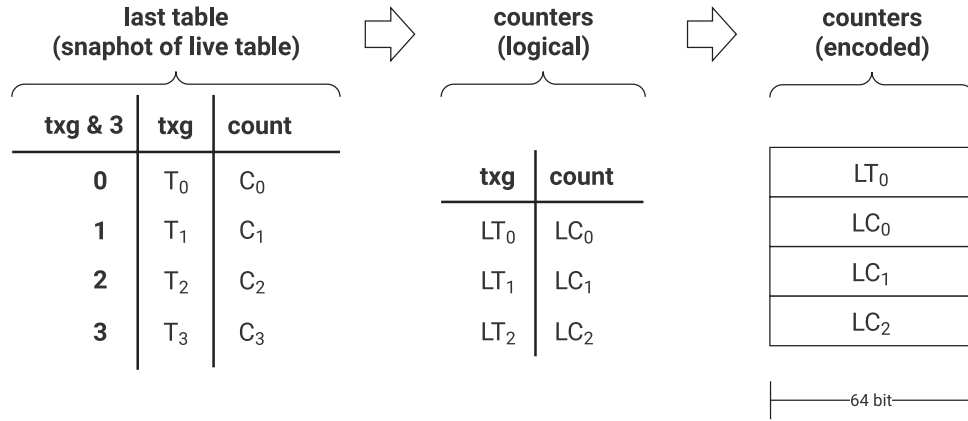 last table
(snaphot of live table)
txg & 3 txg count
0 T₀ C₀
1 T₁ C₁
2 T₂ C₂
3 T₃ C₃
counters
(logical)
txg count
LT₀ LC₀
LT₁ LC₁
LT₂ LC₂
counters
(encoded)
LT₀
LC₀
LC₁
LC₂
64 bit